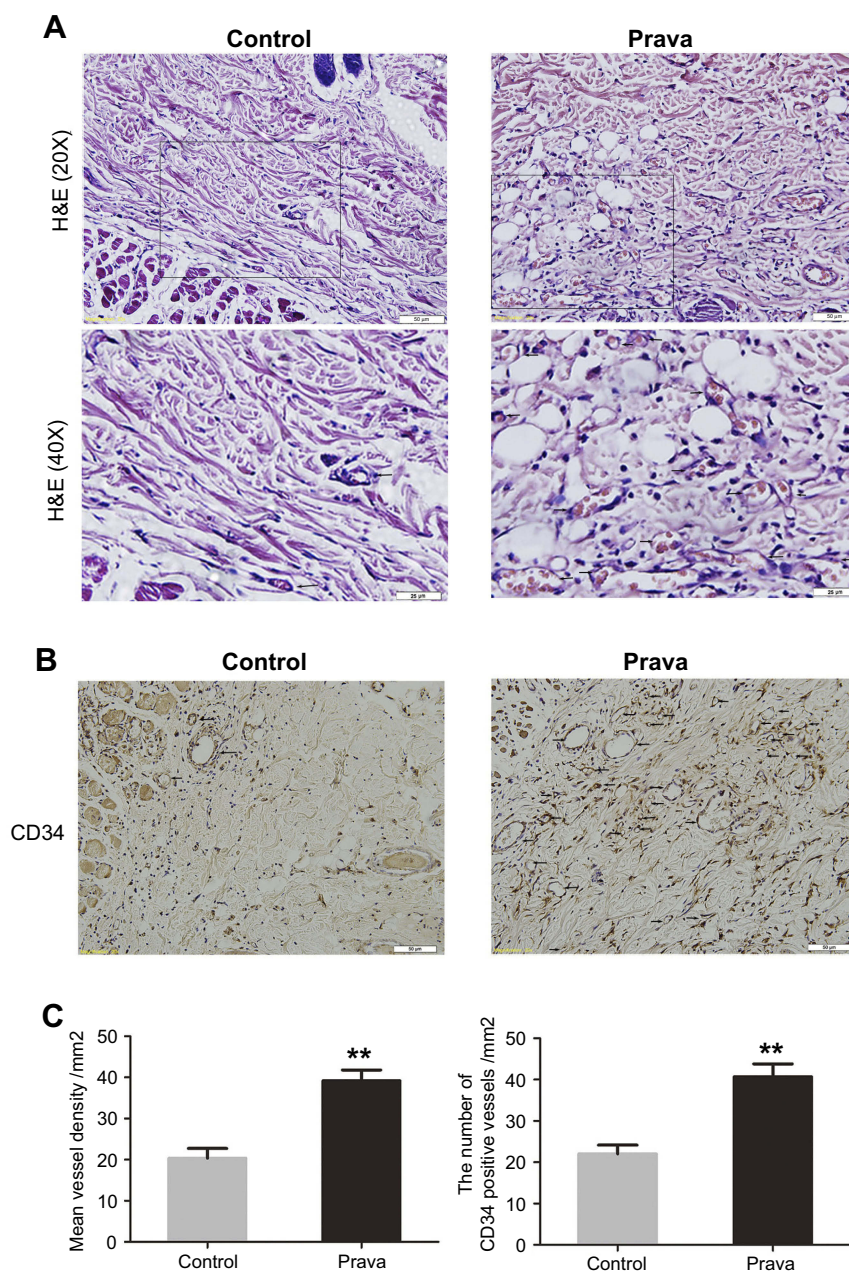 A
Control Prava
H&E (20X)
50 µm 50 µm
H&E (40X)
25 µm 25 µm
B
Control Prava
CD34
50 µm 50 µm
C
Mean vessel density /mm2
50
40
30
20
10
0
**
Control Prava
The number of
CD34 positive vessels /mm2
50
40
30
20
10
0
**
Control Prava